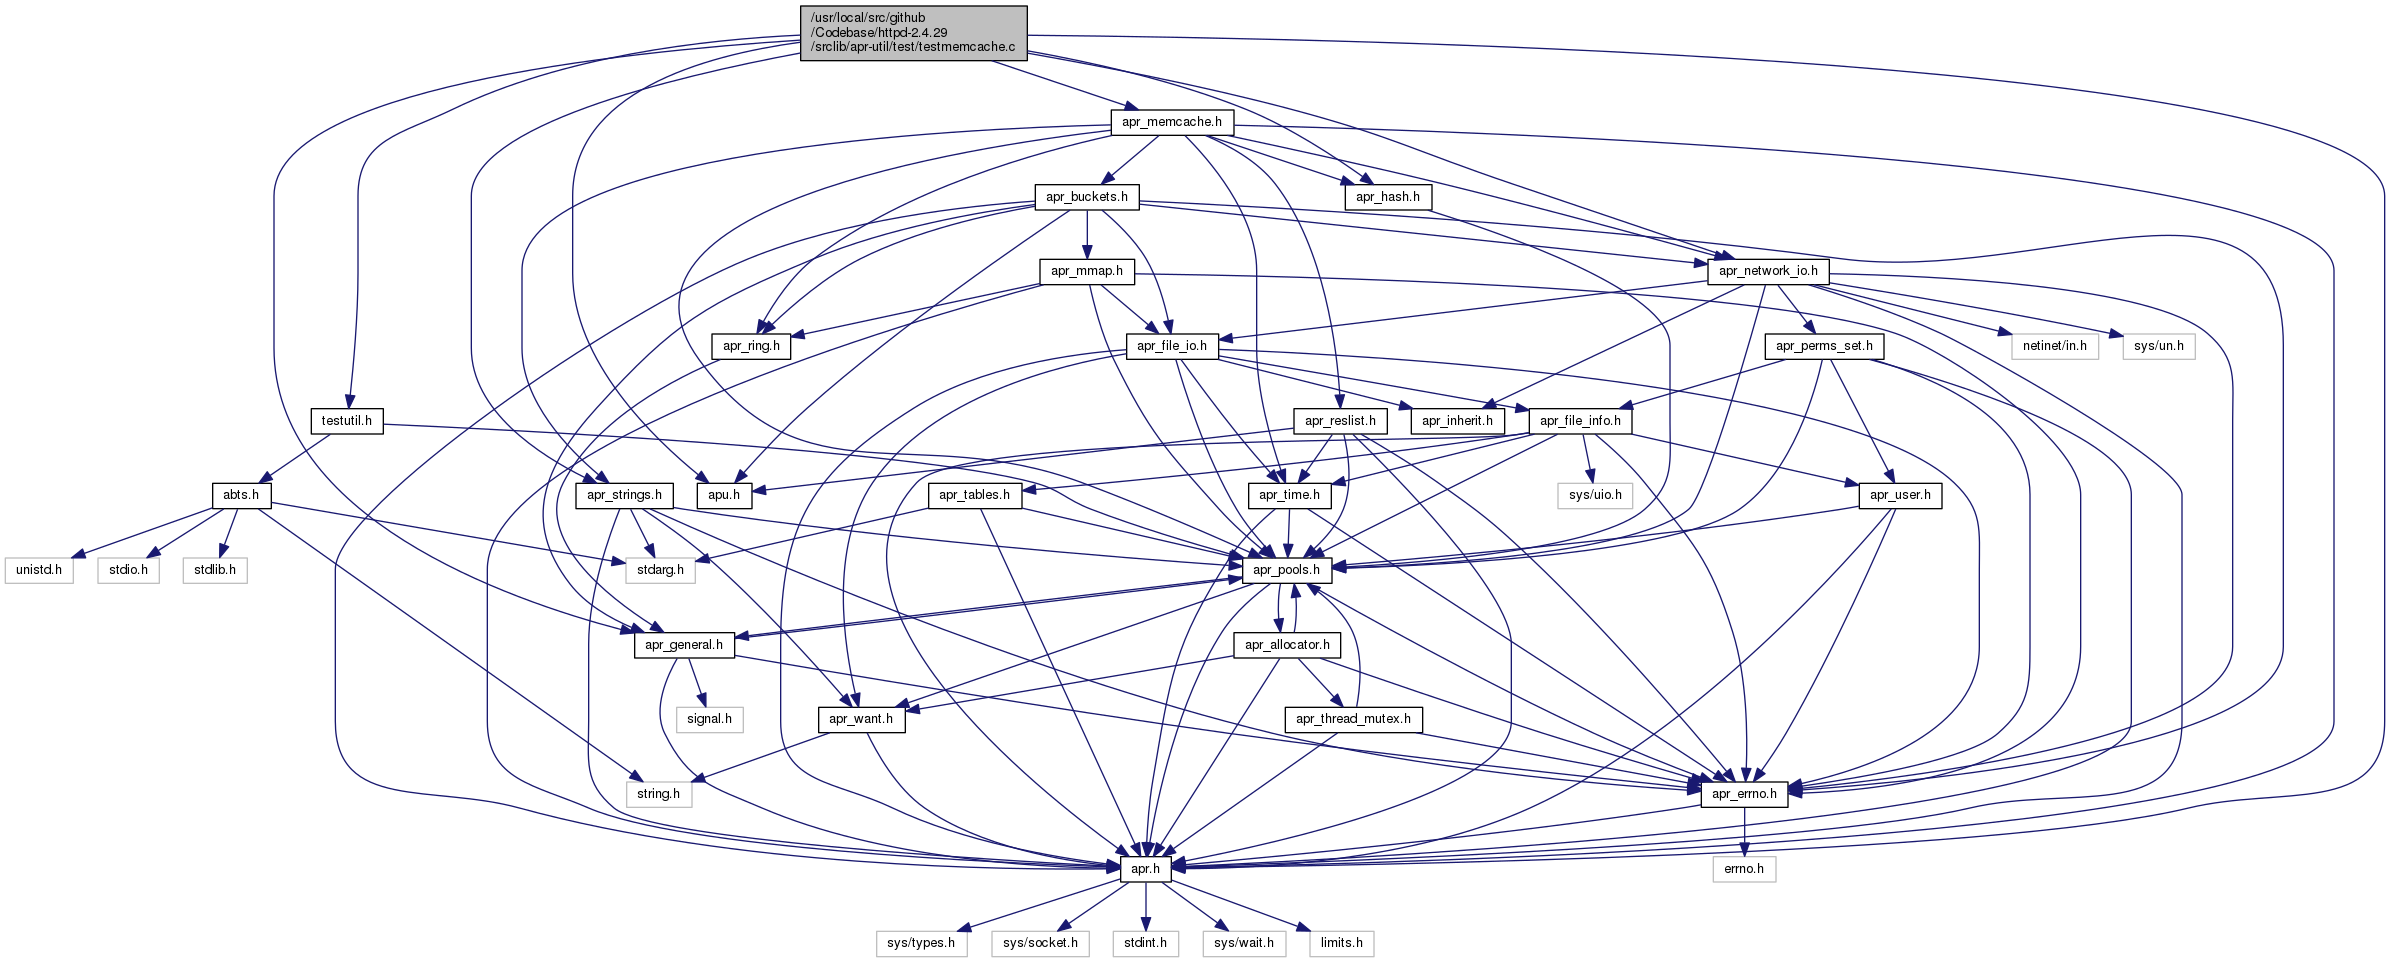 /usr/local/src/github
/Codebase/httpd-2.4.29
/srclib/apr-util/test/testmemcache.c
apr_memcache.h
apr_buckets.h
apr_hash.h
apr_mmap.h
apr_network_io.h
apr_ring.h
apr_file_io.h
apr_perms_set.h
netinet/in.h
sys/un.h
testutil.h
apr_reslist.h
apr_inherit.h
apr_file_info.h
abts.h
apr_strings.h
apu.h
apr_tables.h
apr_time.h
sys/uio.h
apr_user.h
unistd.h
stdio.h
stdlib.h
stdarg.h
apr_pools.h
apr_general.h
apr_allocator.h
signal.h
apr_want.h
apr_thread_mutex.h
string.h
apr_errno.h
apr.h
errno.h
sys/types.h
sys/socket.h
stdint.h
sys/wait.h
limits.h